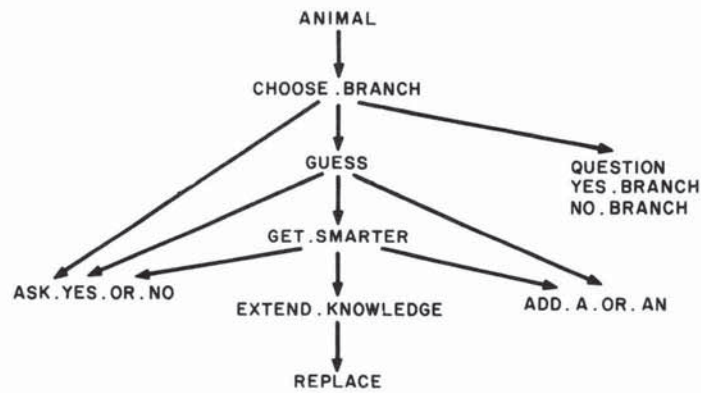 ANIMAL
CHOOSE.BRANCH
GUESS
QUESTION
YES.BRANCH
NO.BRANCH
GET.SMARTER
ASK.YES.OR.NO
EXTEND.KNOWLEDGE
ADD.A.OR.AN
REPLACE